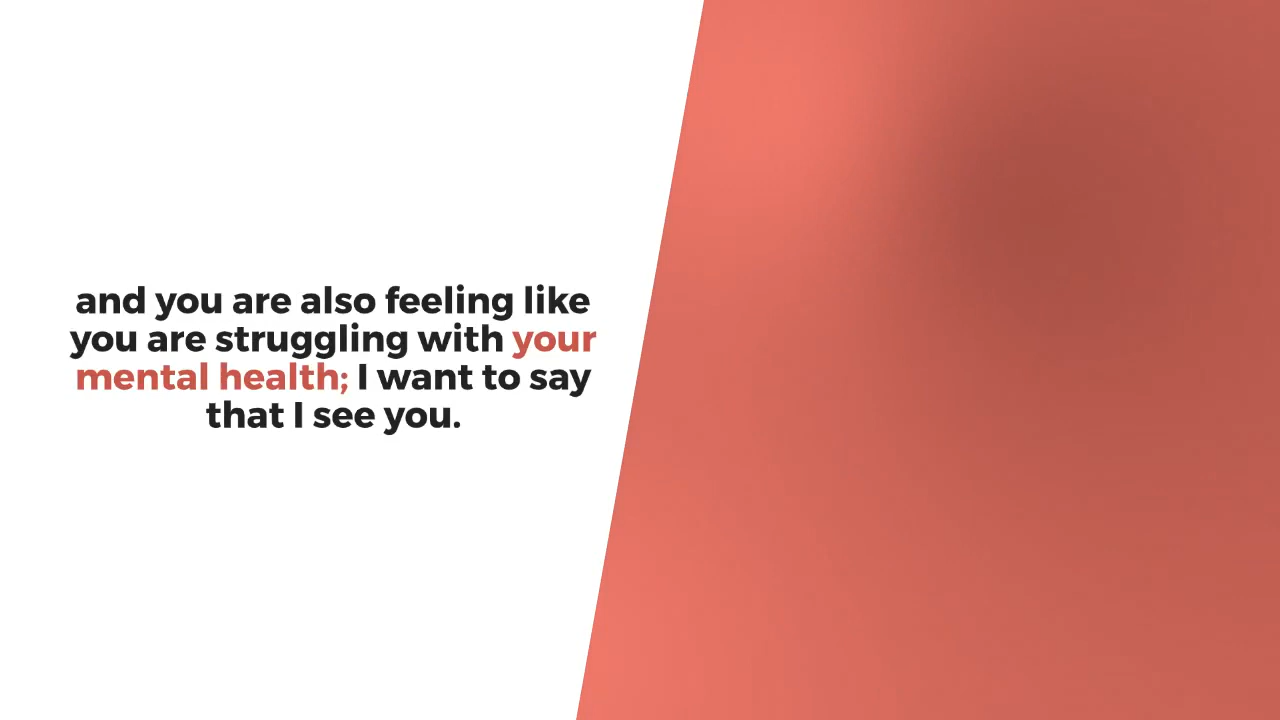 and you are also feeling like
you are struggling with your
mental health; I want to say
that I see you.